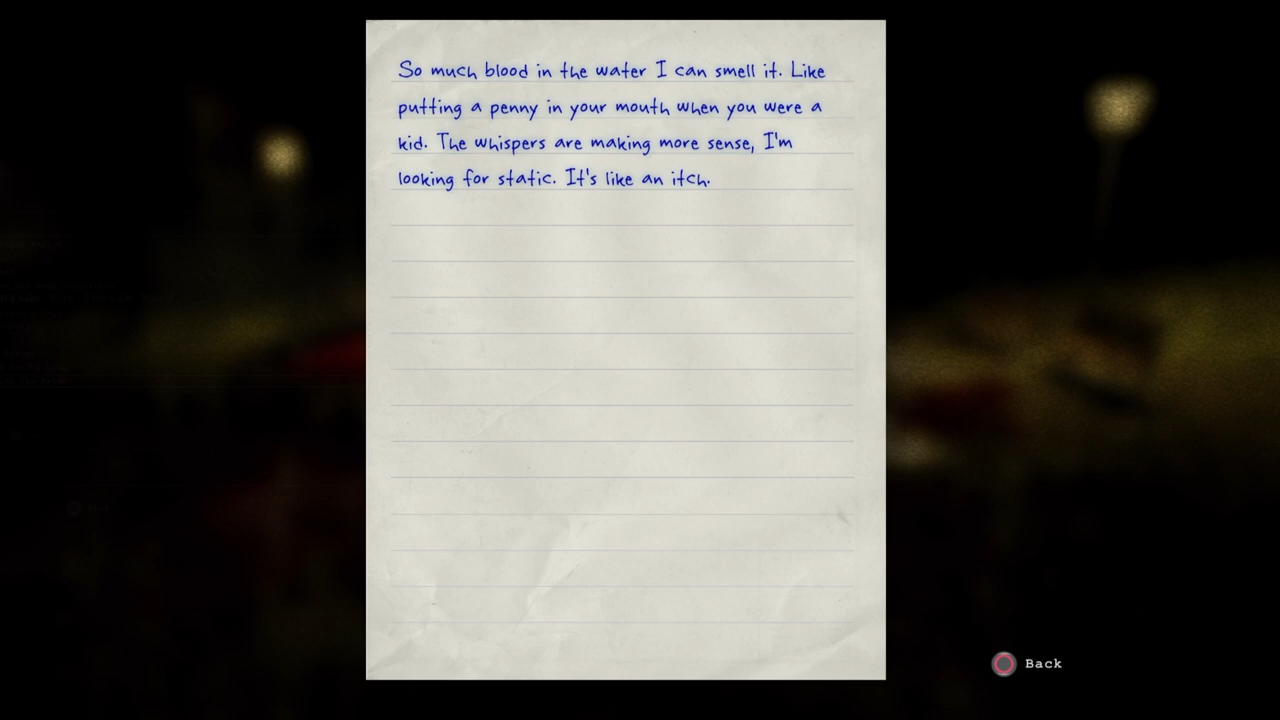 So much blood in the water I can smell it. Like
putting a penny in your mouth when you were a
kid. The whispers are making more sense, I'm
looking for static. It's like an itch.
Back